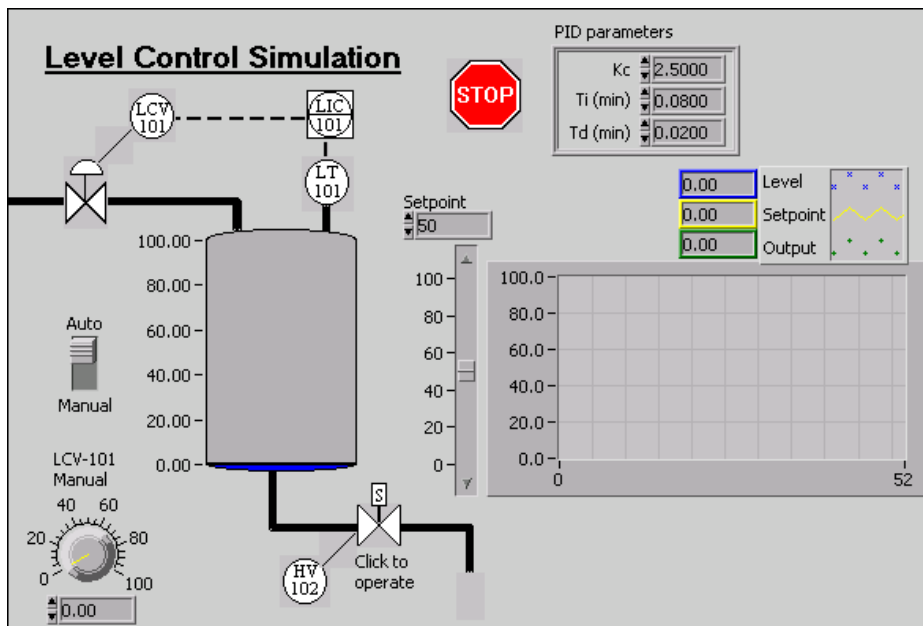 Level Control Simulation
PID parameters
Kc 2.5000
Ti (min) 0.0800
Td (min) 0.0200
STOP
LCV
101
LIC
101
LT
101
0.00 Level
0.00 Setpoint
0.00 Output
Setpoint
50
100.00
80.00
60.00
40.00
20.00
0.00
100
80
60
40
20
0
100.0
80.0
60.0
40.0
20.0
0.0
0 52
Auto
Manual
LCV-101
Manual
40 60
20 80
0 100
0.00
S
HV
102
Click to
operate